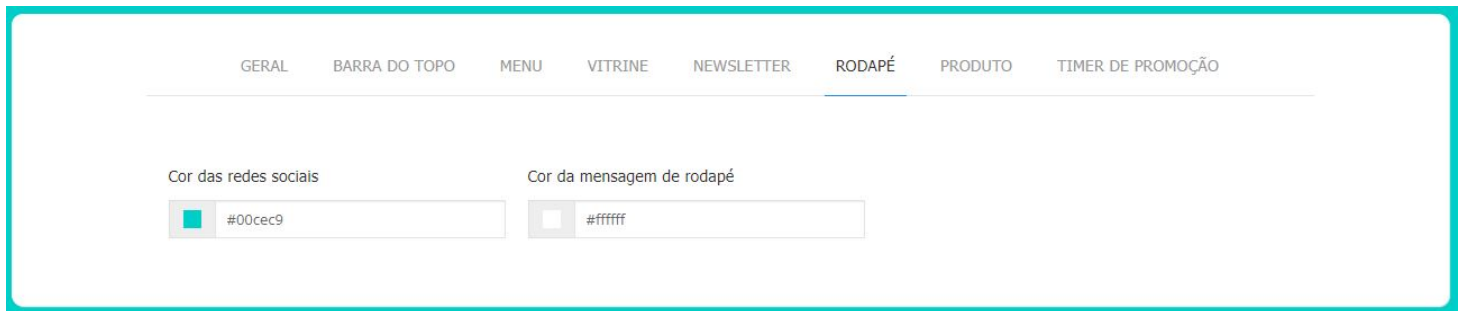 GERAL BARRA DO TOPO MENU VITRINE NEWSLETTER RODAPÉ PRODUTO TIMER DE PROMOÇÃO
Cor das redes sociais Cor da mensagem de rodapé
#00cec9 #ffffff